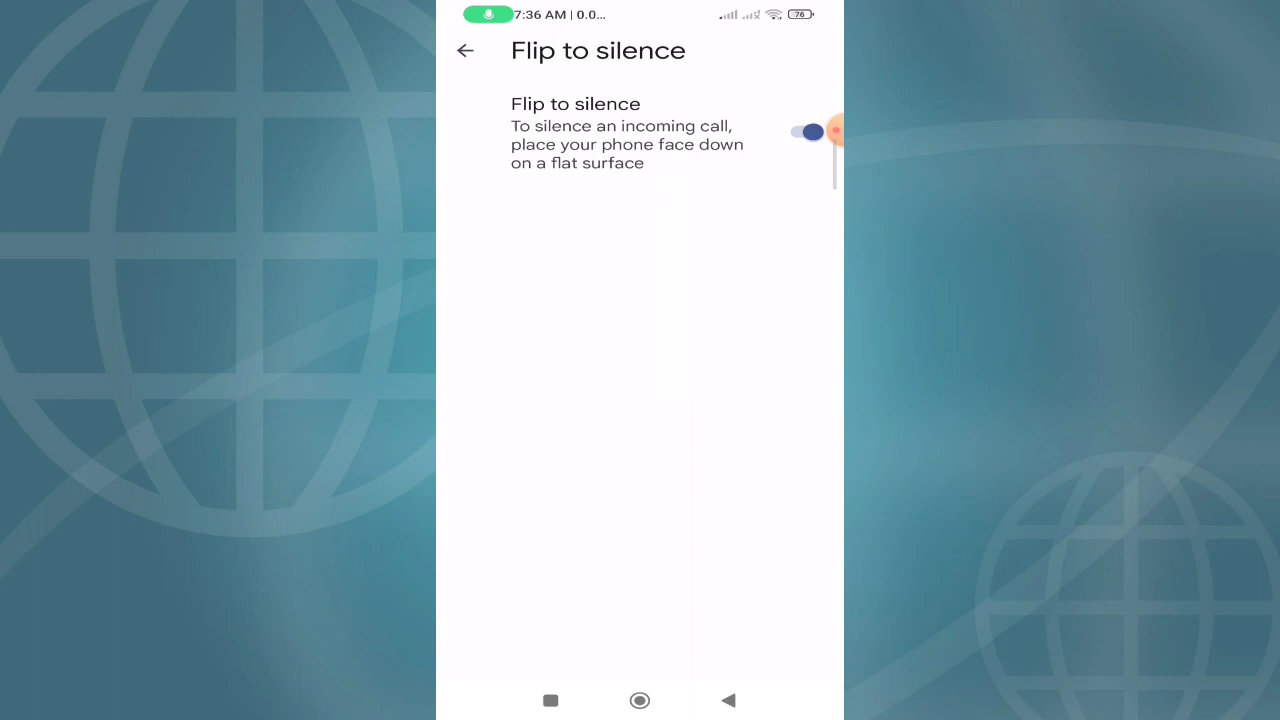 7:36 AM | 0.0...
76
Flip to silence
Flip to silence
To silence an incoming call,
place your phone face down
on a flat surface